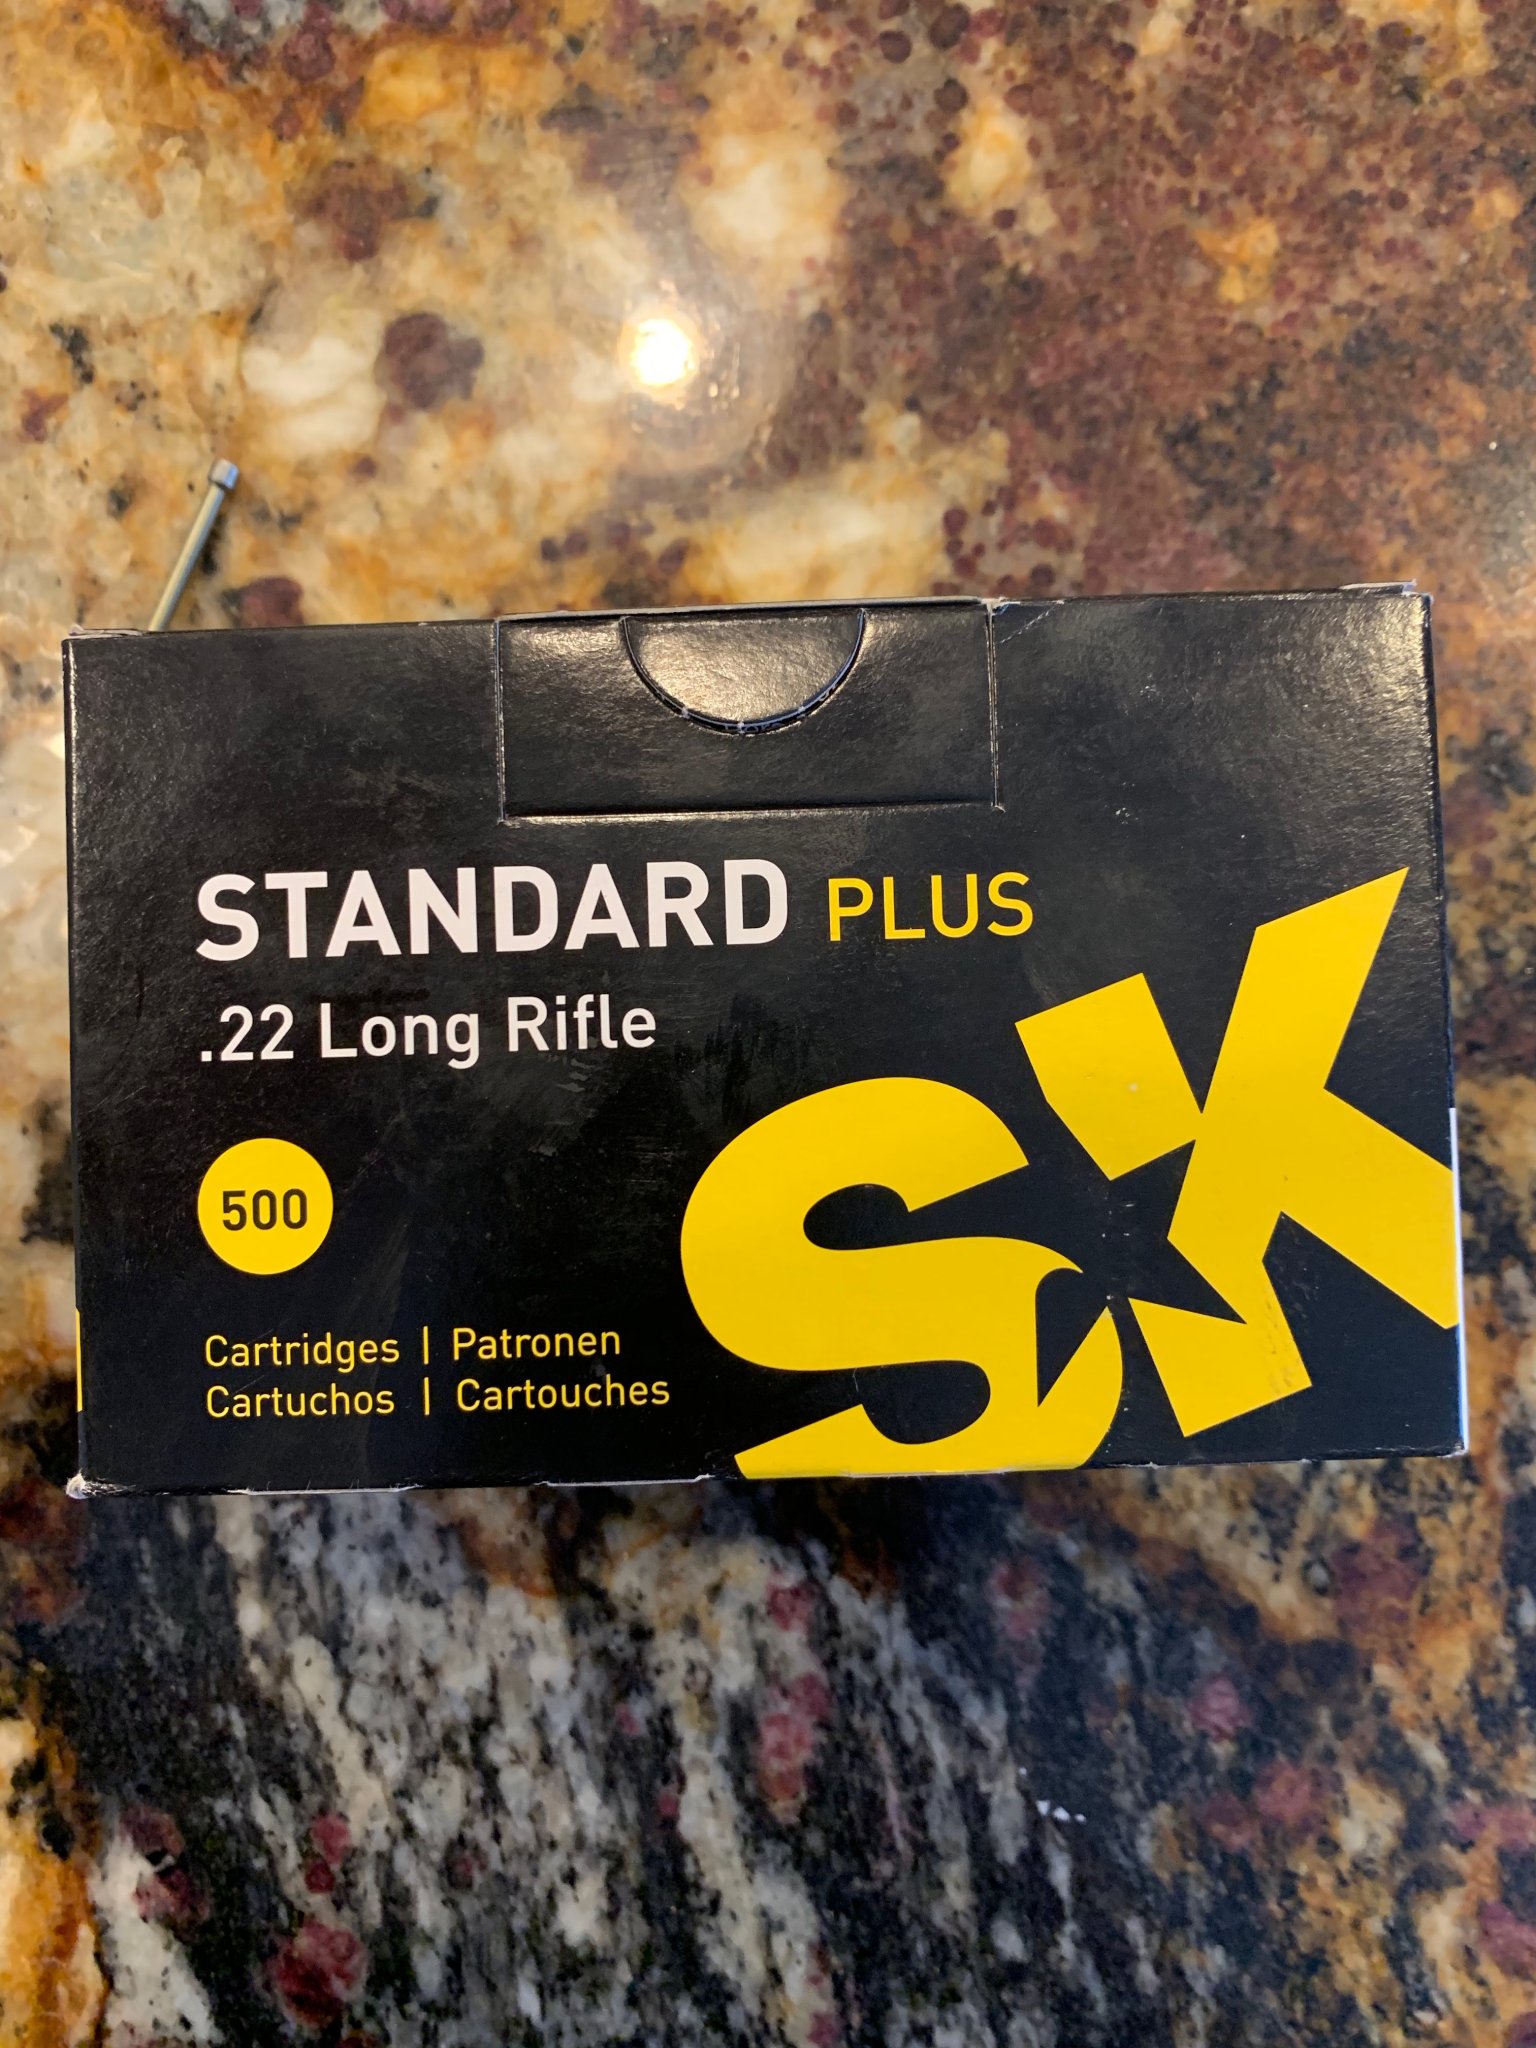 STANDARD PLUS
.22 Long Rifle
SK
500
Cartridges | Patronen
Cartuchos | Cartouches